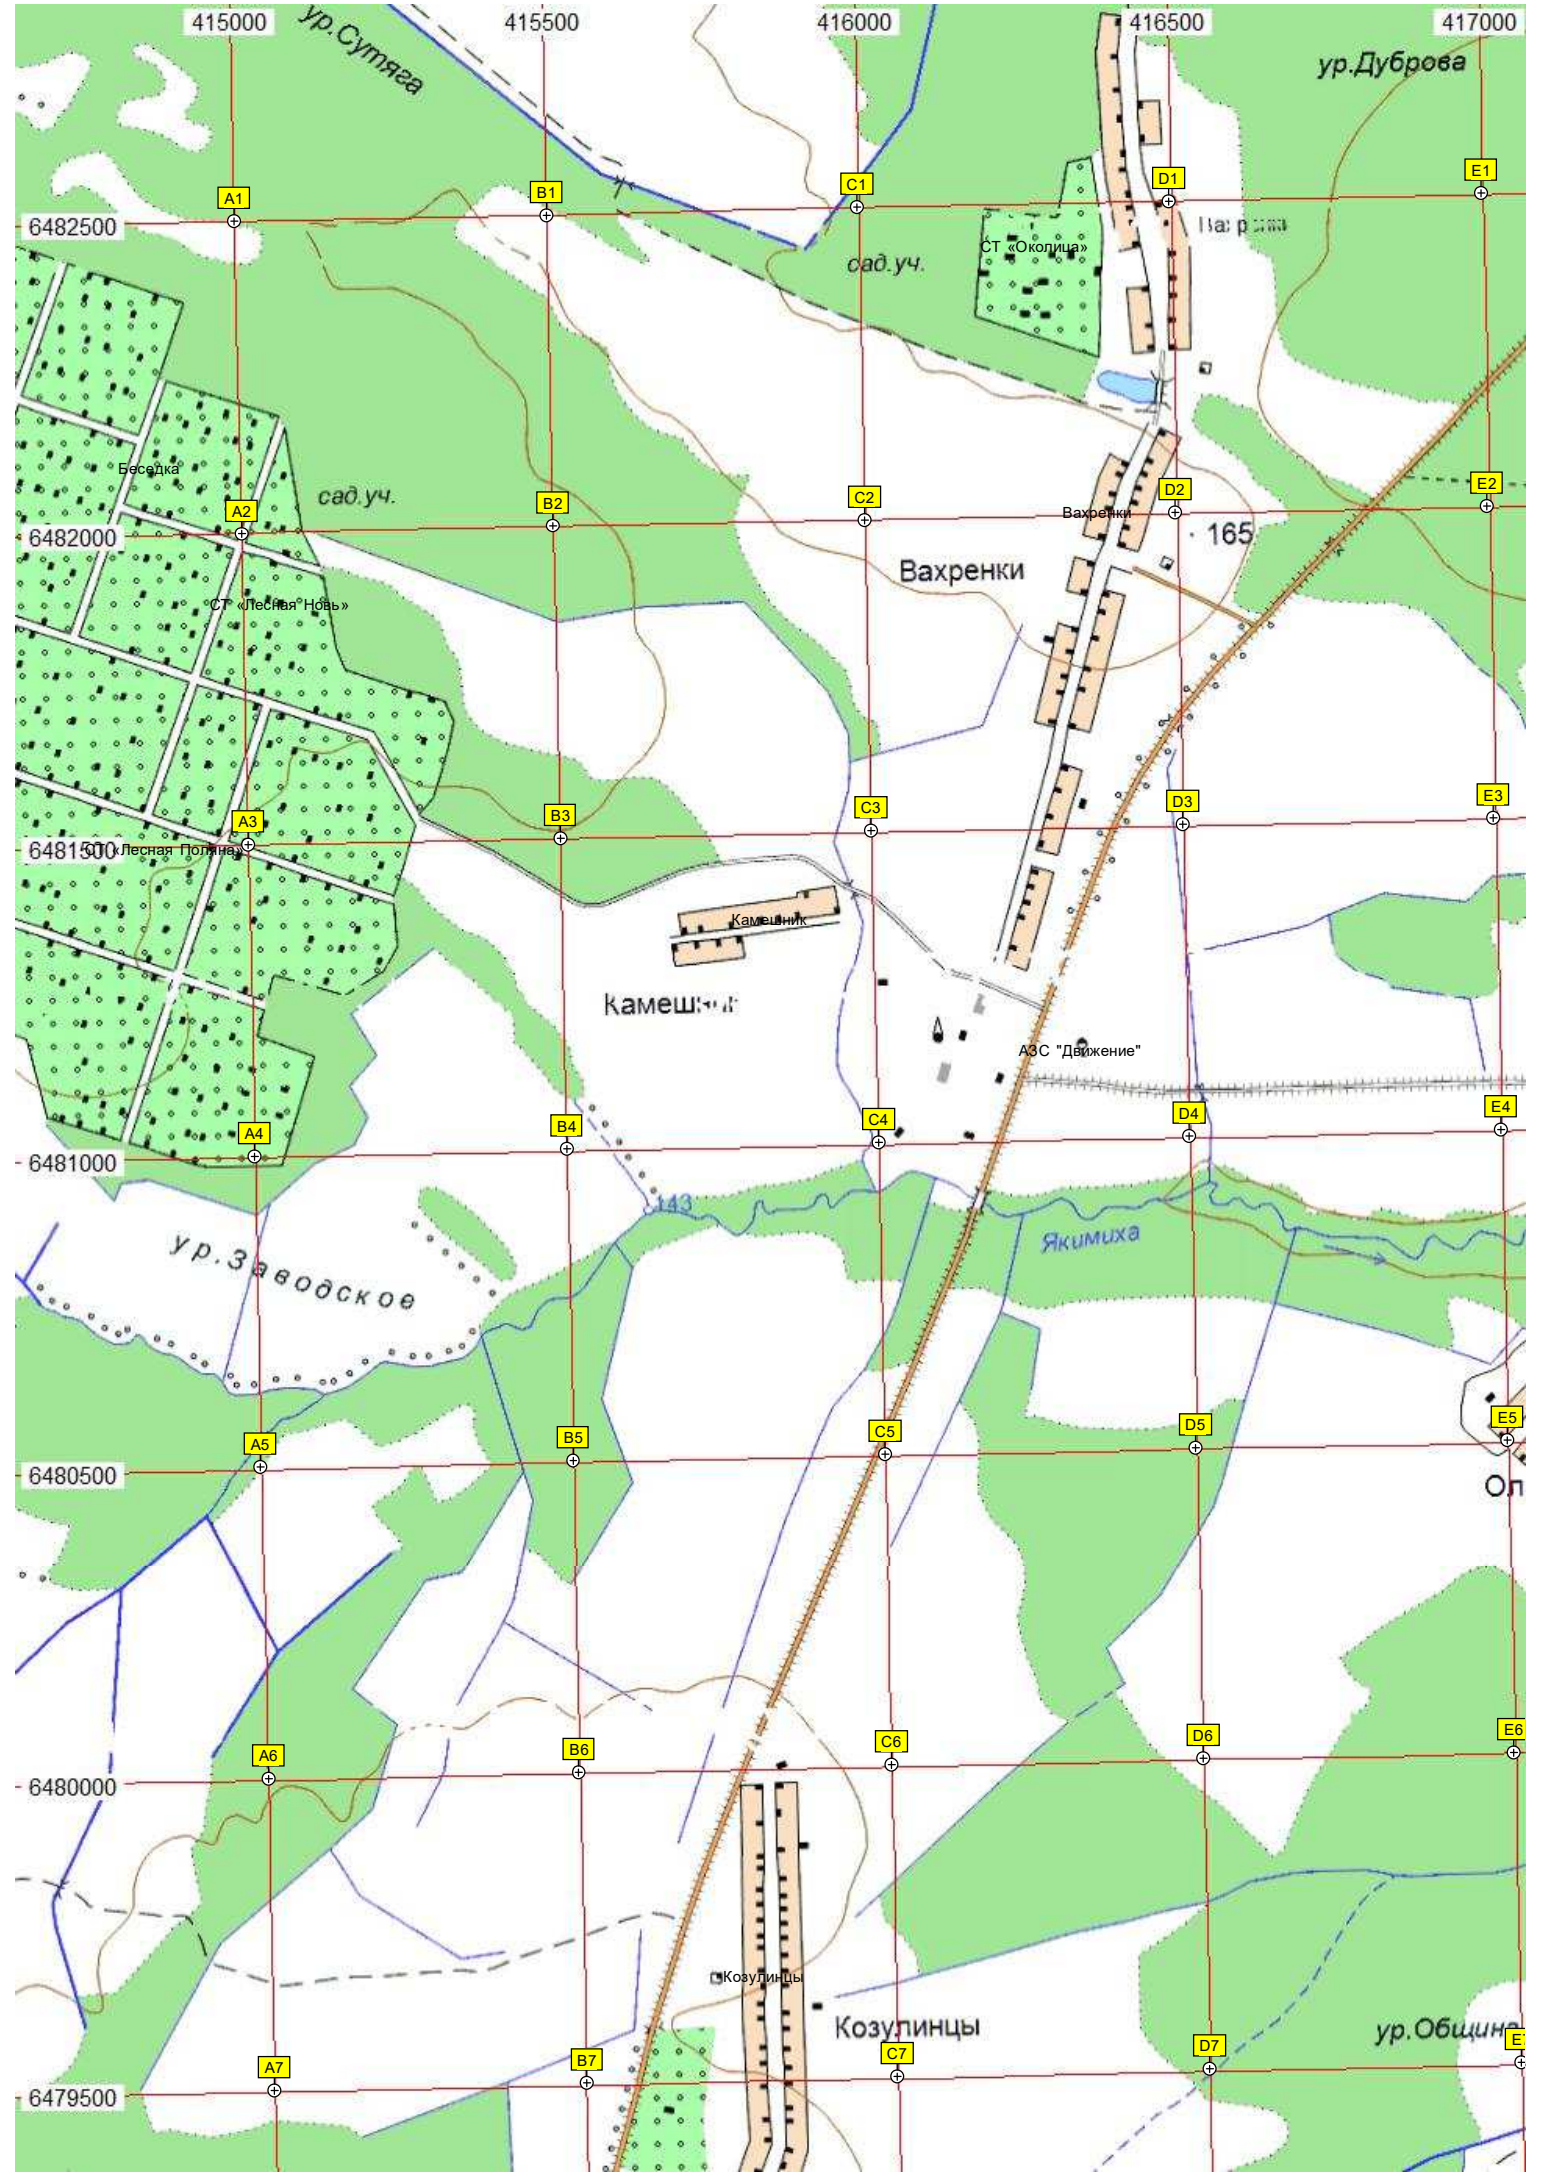 415000 415500 416000 416500 417000
ур.Сутяга
ур.Дуброва
A1 B1 C1 D1 E1
6482500
СТ «Околица»
сад.уч.
Беседка
сад.уч.
A2 B2 C2 D2 E2
Вахренки
6482000
165
Вахренки
СТ «Лесная Новь»
A3 B3 C3 D3 E3
6481500
СТ «Лесная Поляна»
Камешник
АЗС "Движение"
A4 B4 C4 D4 E4
6481000
143
Якимиха
ур.Заводское
A5 B5 C5 D5 E5
6480500
Ол
A6 B6 C6 D6 E6
6480000
Козулинцы
Козулинцы
ур.Община
A7 B7 C7 D7
6479500